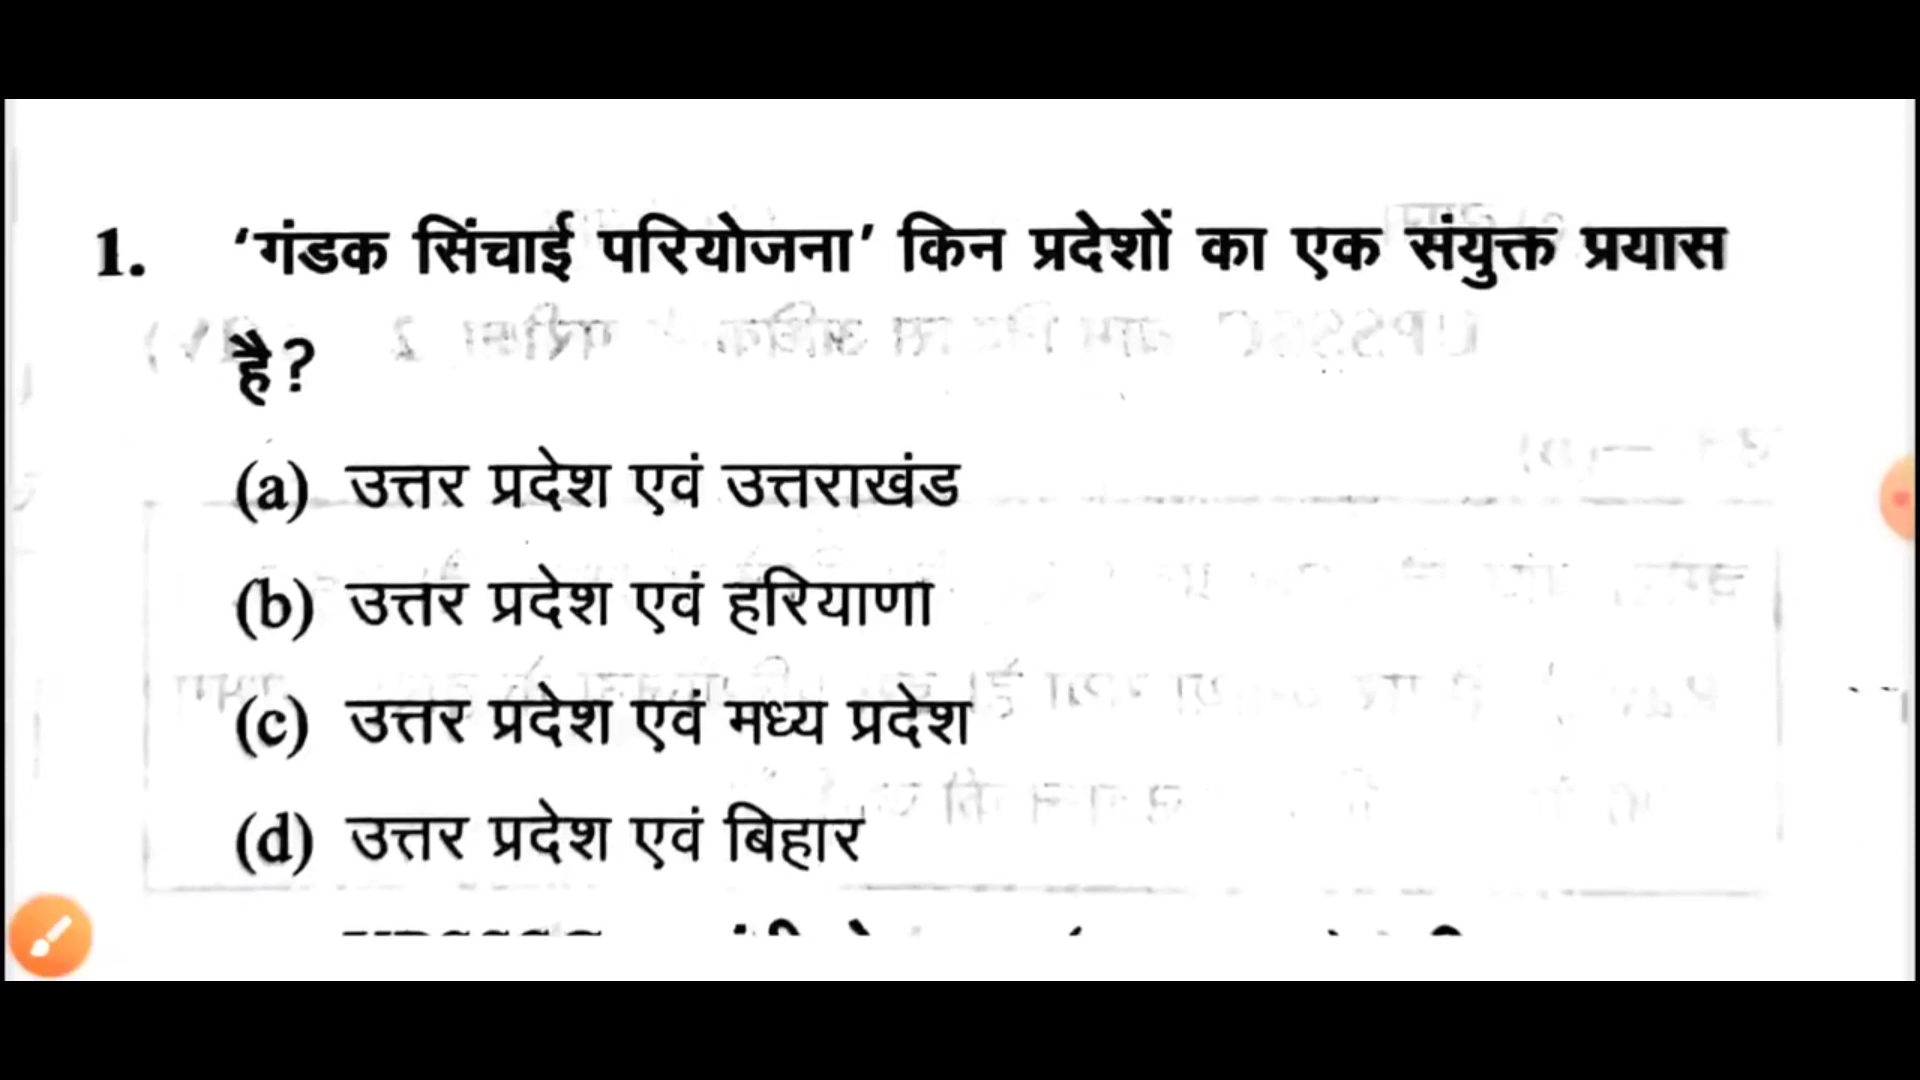 1. ‘गंडक सिंचाई परियोजना’ किन प्रदेशों का एक संयुक्त प्रयास
है?
(a) उत्तर प्रदेश एवं उत्तराखंड
(b) उत्तर प्रदेश एवं हरियाणा
(c) उत्तर प्रदेश एवं मध्य प्रदेश
(d) उत्तर प्रदेश एवं बिहार